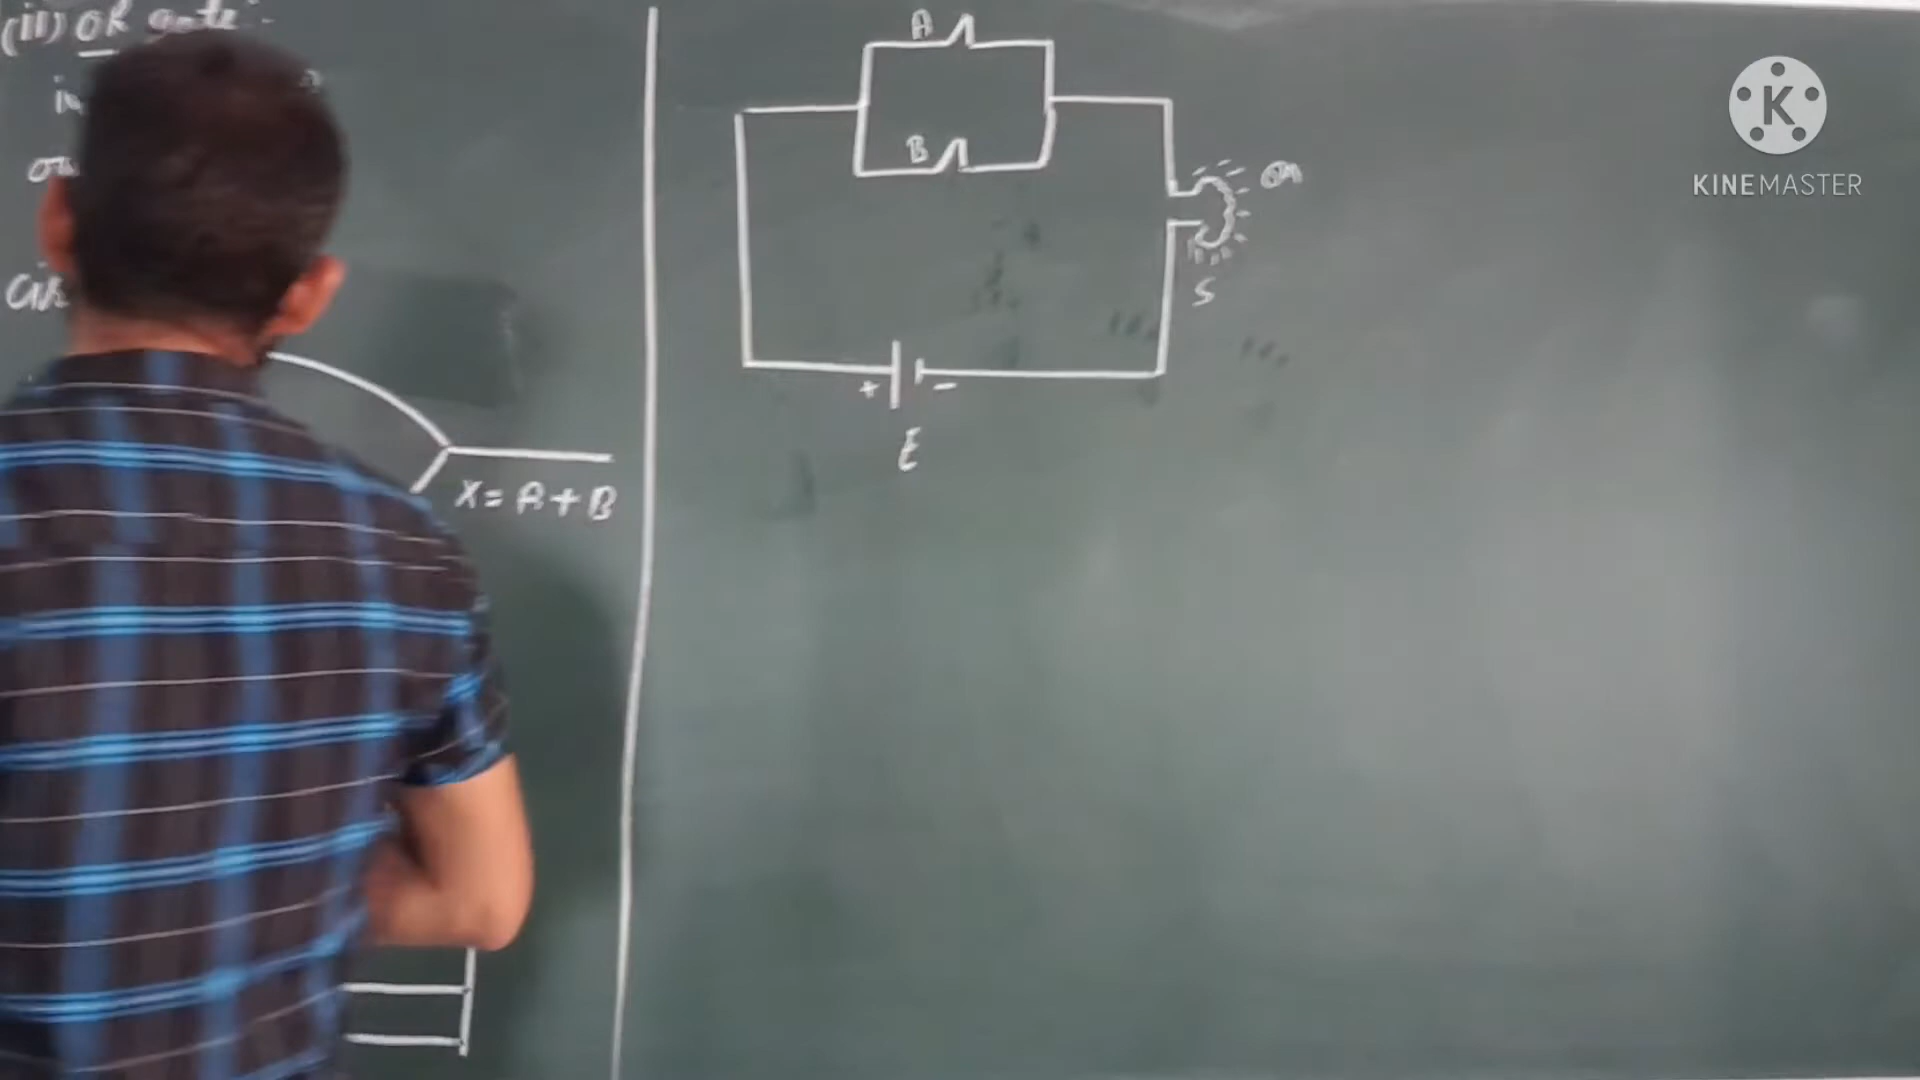 (ii) OR gate:-
X = A + B
A
B
on
S
+ -
E
K
KINEMASTER